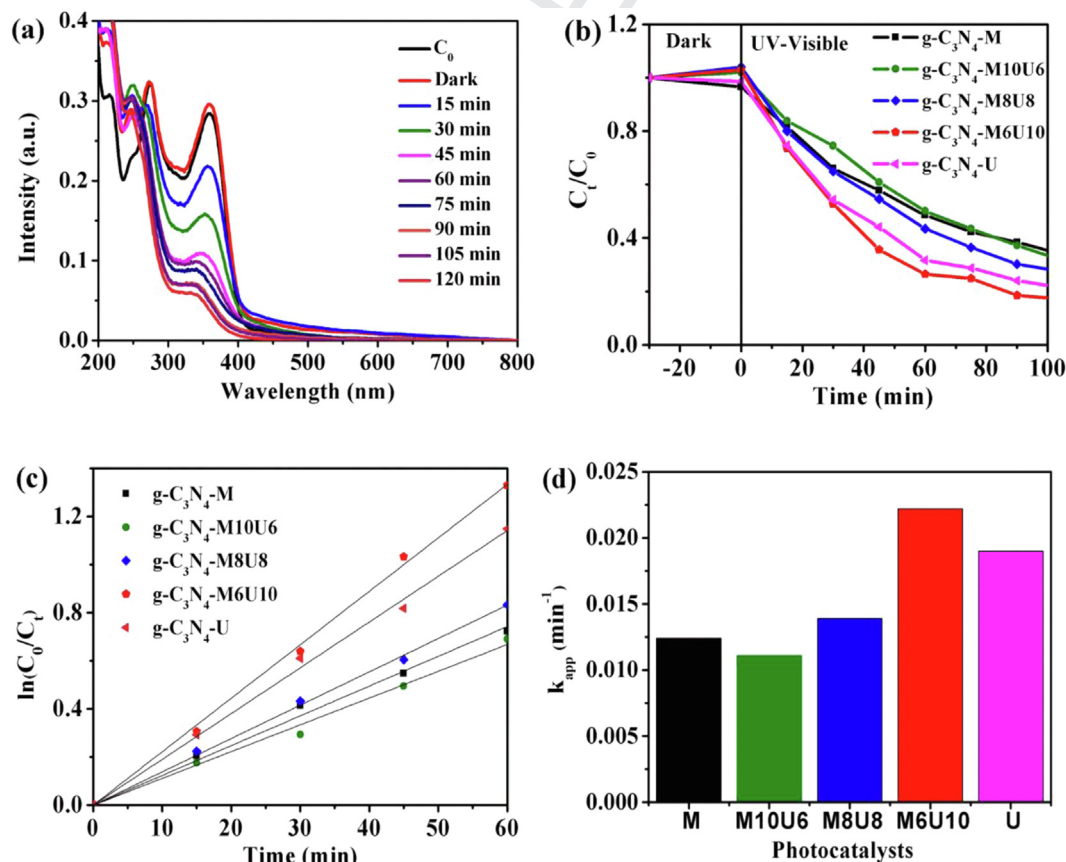 (a)
0.4
0.3
0.2
0.1
0.0
Intensity (a.u.)
C₀
Dark
15 min
30 min
45 min
60 min
75 min
90 min
105 min
120 min
200 300 400 500 600 700 800
Wavelength (nm)
(b)
1.2
0.8
0.4
0.0
Cₜ/C₀
Dark
UV-Visible
g-C₃N₄-M
g-C₃N₄-M10U6
g-C₃N₄-M8U8
g-C₃N₄-M6U10
g-C₃N₄-U
-20 0 20 40 60 80 100
Time (min)
(c)
1.2
0.8
0.4
0.0
ln(C₀/Cₜ)
g-C₃N₄-M
g-C₃N₄-M10U6
g-C₃N₄-M8U8
g-C₃N₄-M6U10
g-C₃N₄-U
0 15 30 45 60
Time (min)
(d)
0.025
0.020
0.015
0.010
0.005
0.000
kapp (min⁻¹)
M M10U6 M8U8 M6U10 U
Photocatalysts